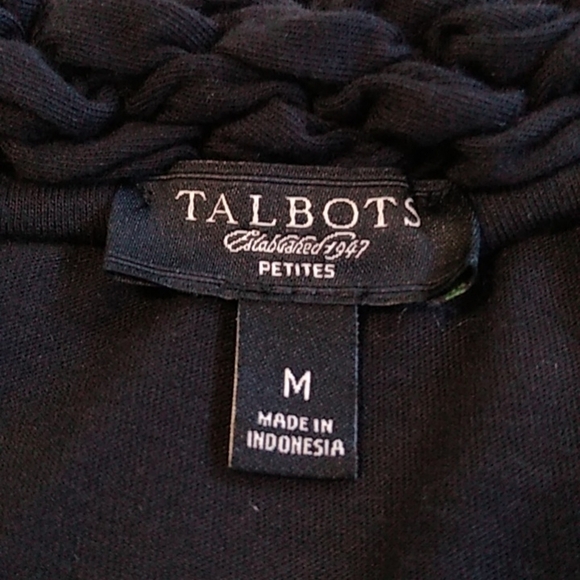 TALBOTS
Established 1947
PETITES
M
MADE IN
INDONESIA